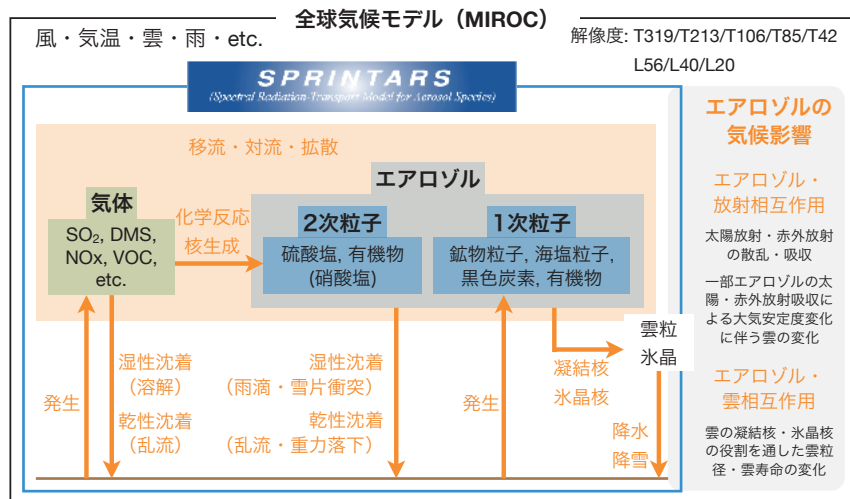 全球気候モデル（MIROC）
風・気温・雲・雨・etc.
解像度: T319/T213/T106/T85/T42
L56/L40/L20
SPRINTARS
(Spectral Radiation-Transport Model for Aerosol Species)
移流・対流・拡散
エアロゾル
気体
SO₂, DMS,
NOx, VOC,
etc.
化学反応
核生成
2次粒子
硫酸塩, 有機物
(硝酸塩)
1次粒子
鉱物粒子, 海塩粒子,
黒色炭素, 有機物
雲粒
氷晶
発生
湿性沈着
（溶解）
乾性沈着
（乱流）
湿性沈着
（雨滴・雪片衝突）
乾性沈着
（乱流・重力落下）
発生
凝結核
氷晶核
降水
降雪
エアロゾルの
気候影響
エアロゾル・
放射相互作用
太陽放射・赤外放射
の散乱・吸収
一部エアロゾルの太
陽・赤外放射吸収に
よる大気安定度変化
に伴う雲の変化
エアロゾル・
雲相互作用
雲の凝結核・氷晶核
の役割を通した雲粒
径・雲寿命の変化